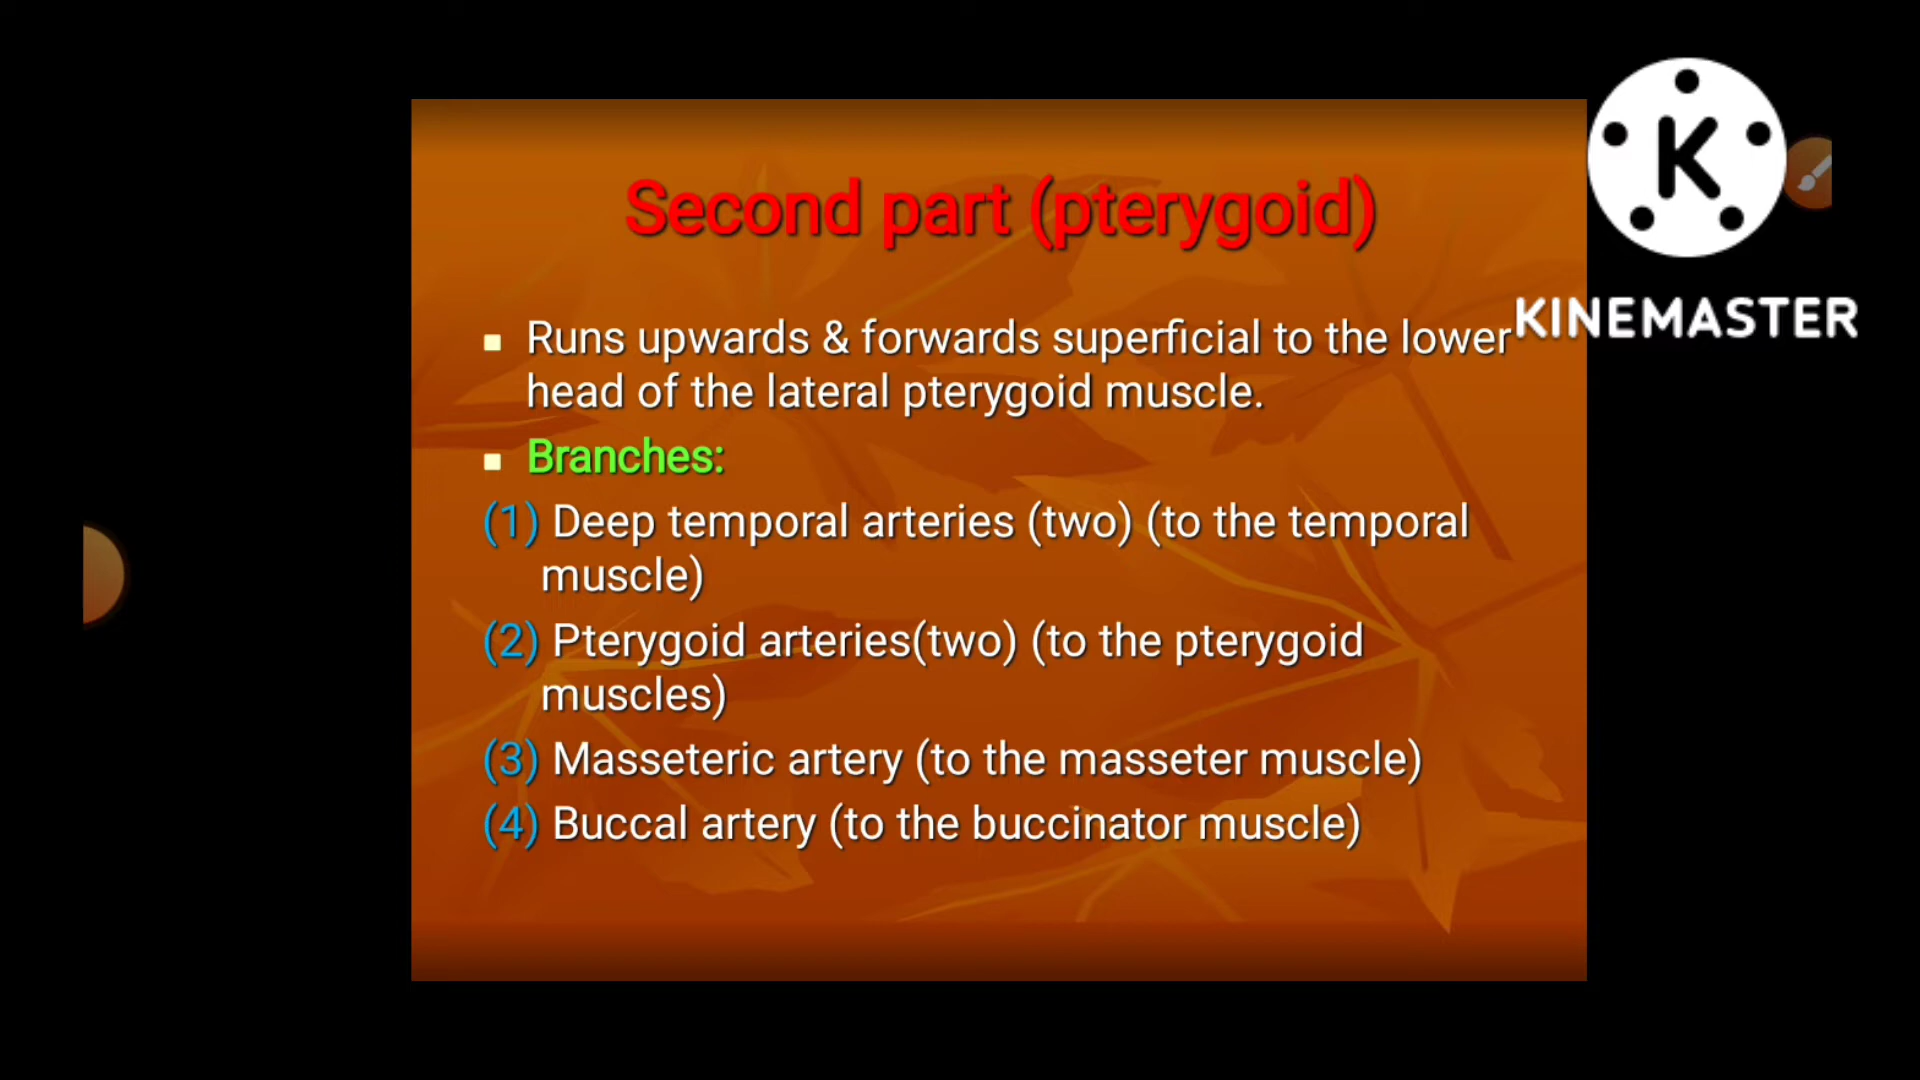 Second part (pterygoid)
Runs upwards & forwards superficial to the lower
head of the lateral pterygoid muscle.
Branches:
(1) Deep temporal arteries (two) (to the temporal
muscle)
(2) Pterygoid arteries(two) (to the pterygoid
muscles)
(3) Masseteric artery (to the masseter muscle)
(4) Buccal artery (to the buccinator muscle)
K
KINEMASTER